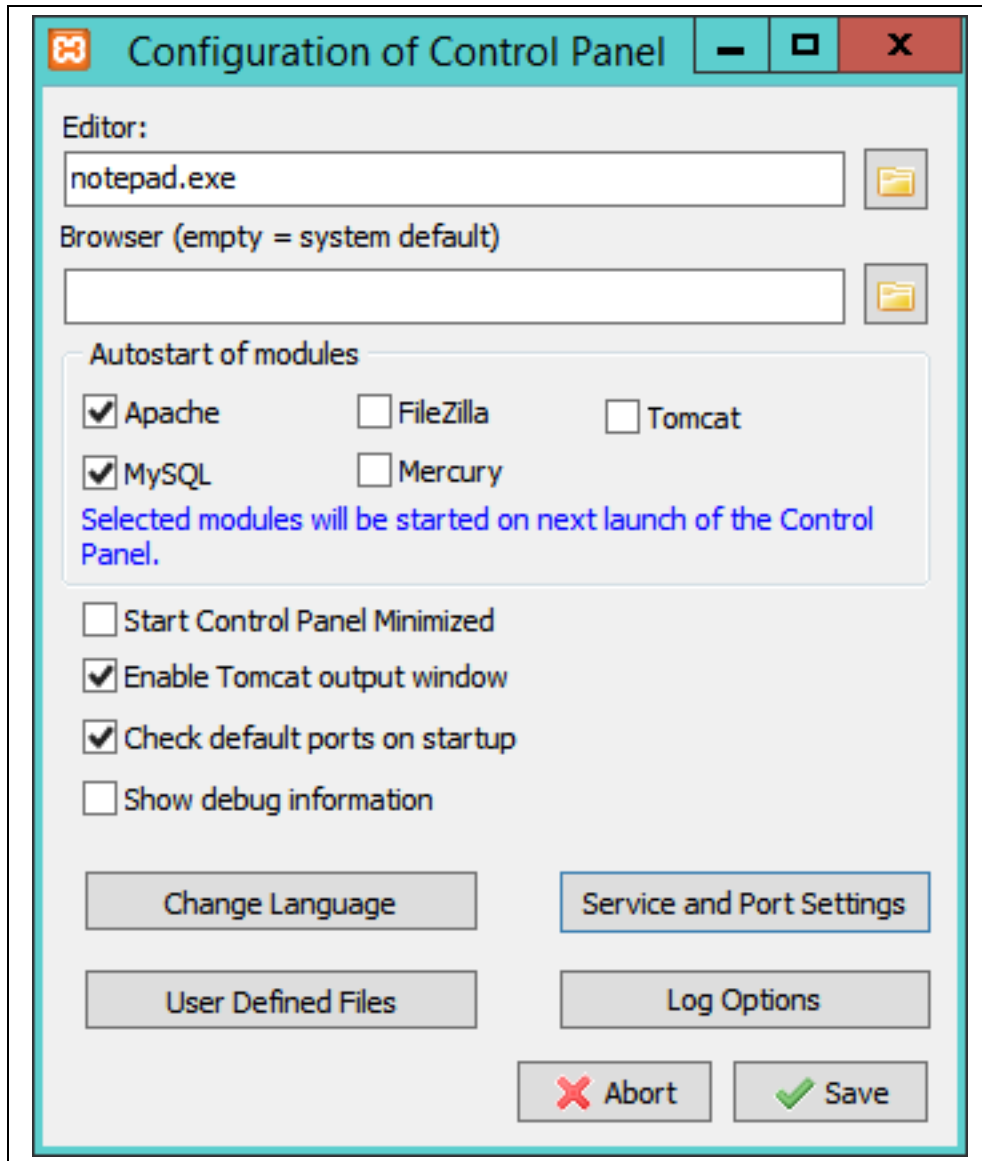 Configuration of Control Panel
Editor:
notepad.exe
Browser (empty = system default)
Autostart of modules
Apache FileZilla Tomcat
MySQL Mercury
Selected modules will be started on next launch of the Control
Panel.
Start Control Panel Minimized
Enable Tomcat output window
Check default ports on startup
Show debug information
Change Language Service and Port Settings
User Defined Files Log Options
Abort Save